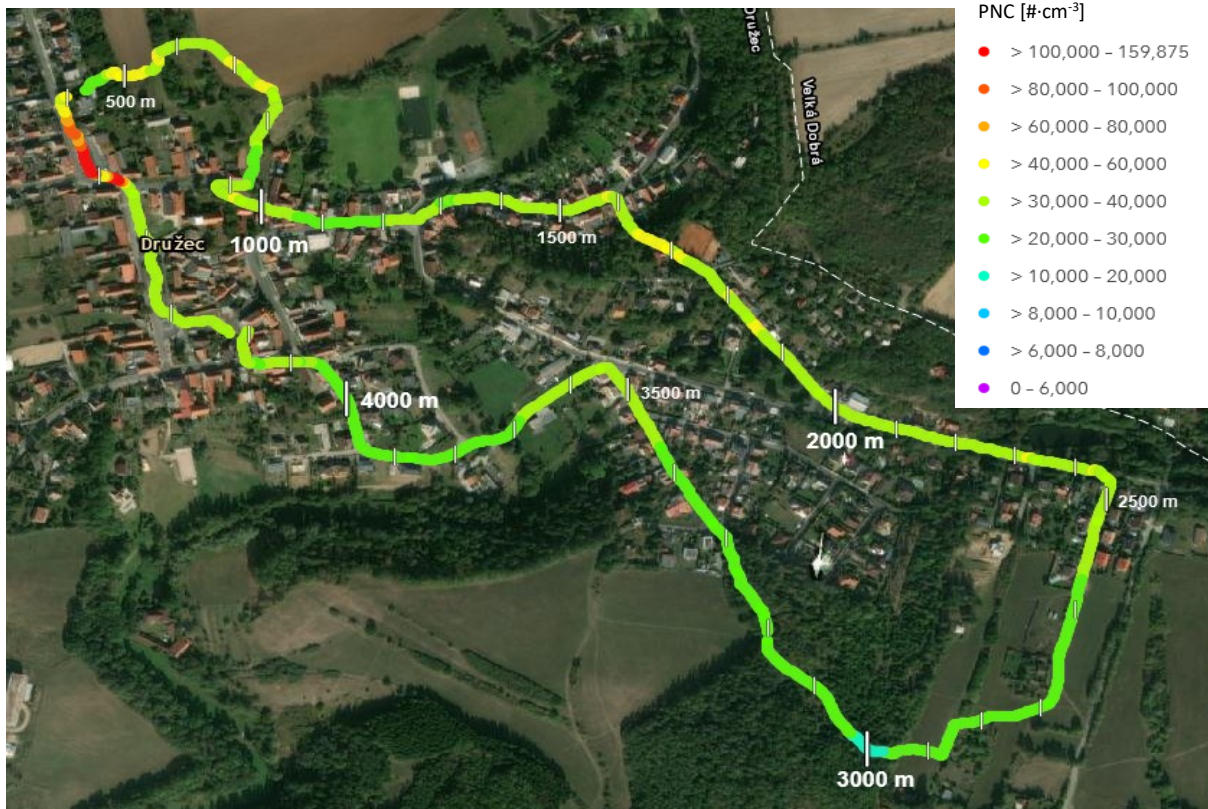 PNC [#·cm⁻³]
> 100,000 – 159,875
> 80,000 – 100,000
> 60,000 – 80,000
> 40,000 – 60,000
> 30,000 – 40,000
> 20,000 – 30,000
> 10,000 – 20,000
> 8,000 – 10,000
> 6,000 – 8,000
0 – 6,000
Družec
Velká Dobrá
500 m
1000 m
1500 m
Družec
2000 m
3500 m
4000 m
2500 m
3000 m